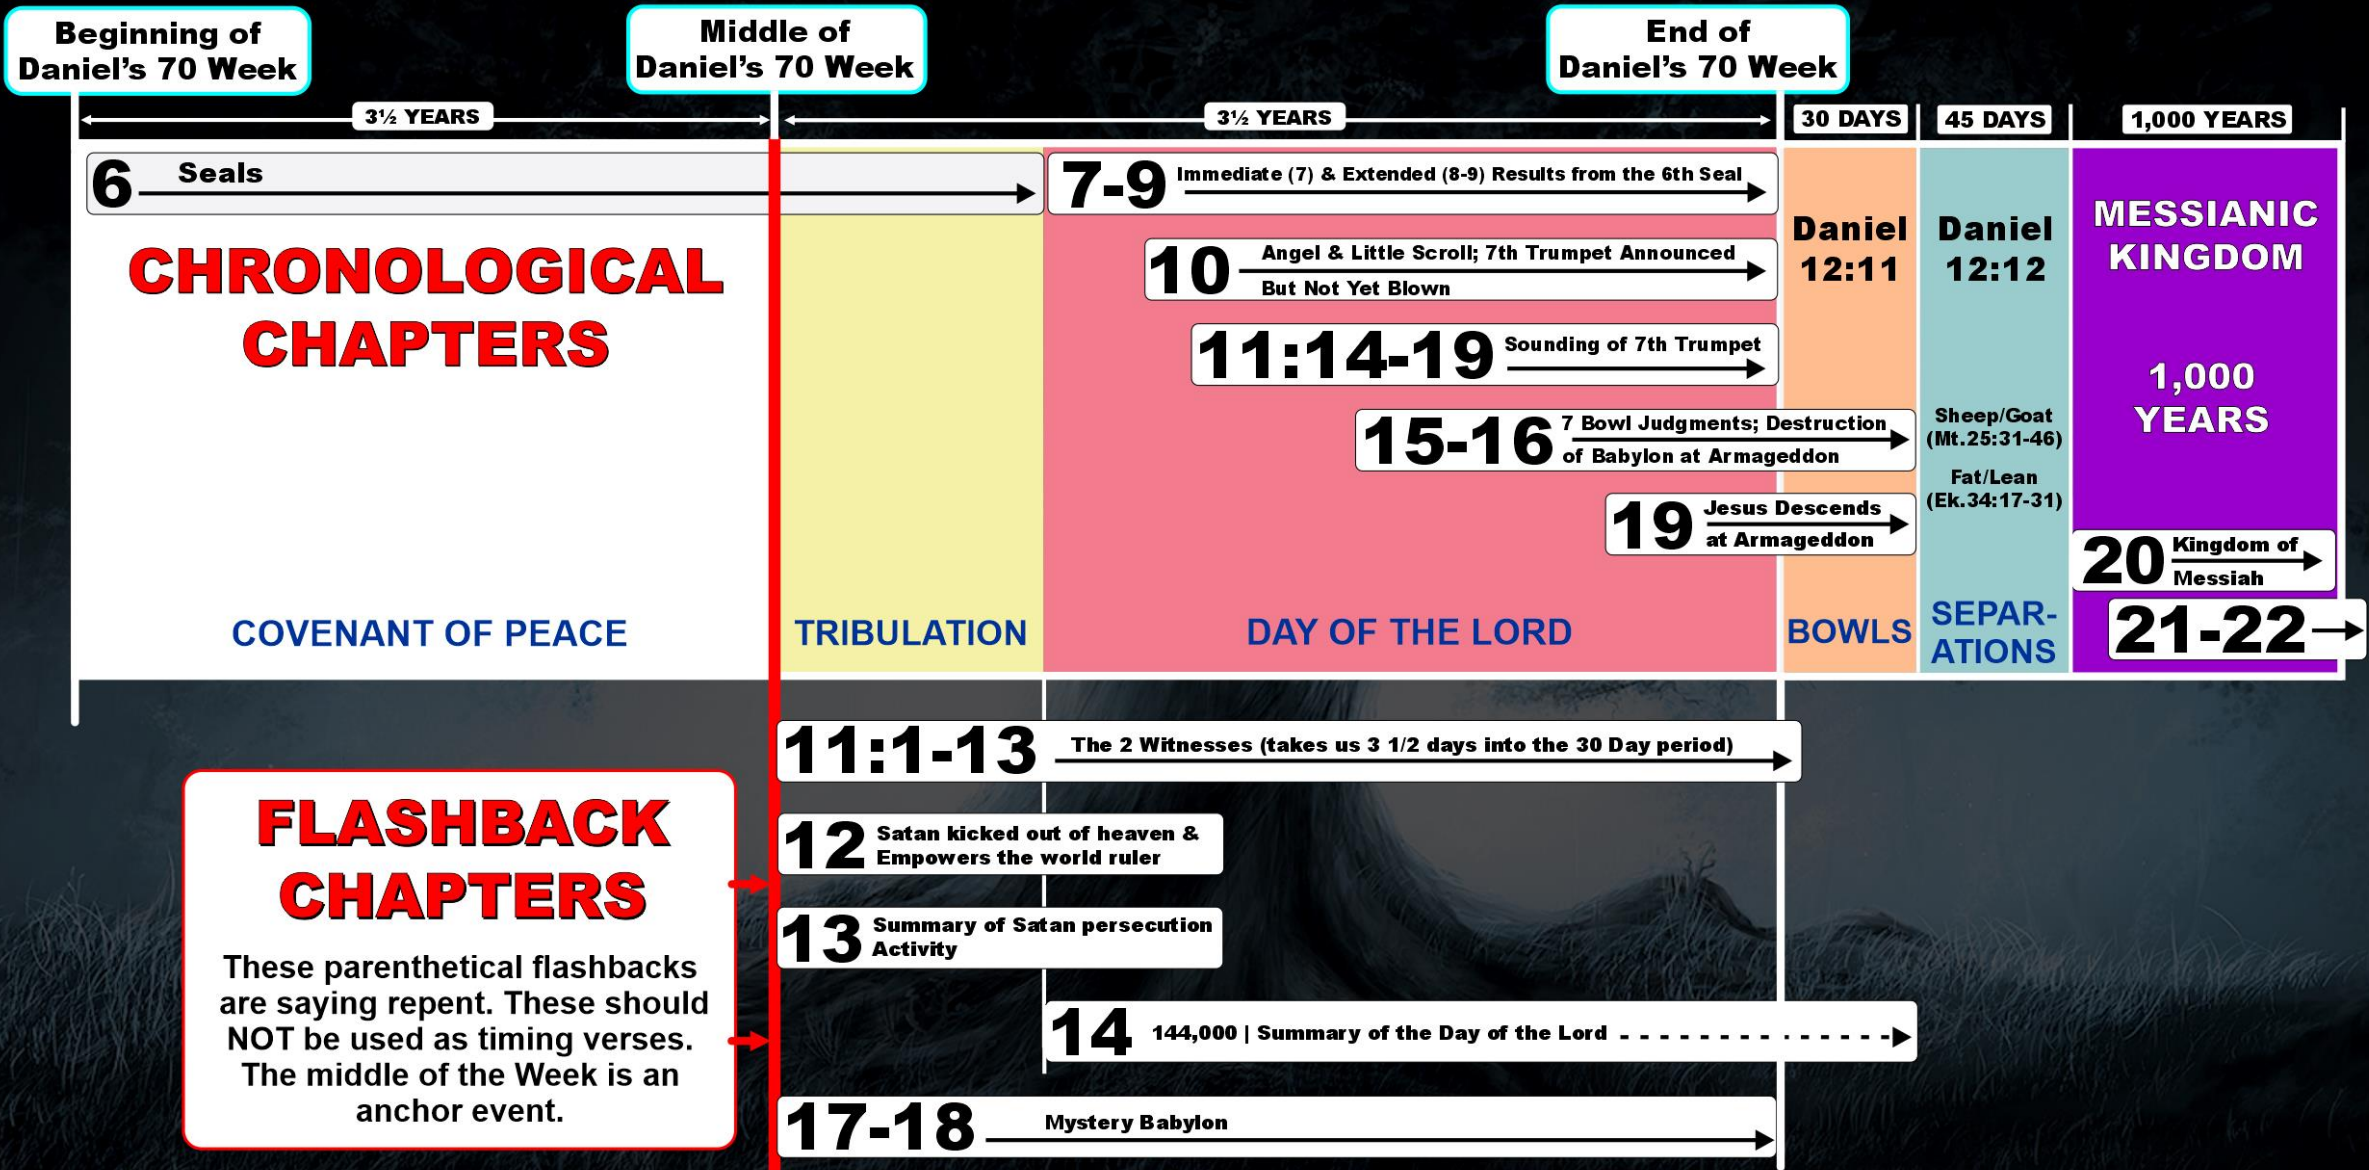 Beginning of
Daniel's 70 Week
Middle of
Daniel's 70 Week
End of
Daniel's 70 Week
3½ YEARS
3½ YEARS
30 DAYS
45 DAYS
1,000 YEARS
6 Seals
7-9 Immediate (7) & Extended (8-9) Results from the 6th Seal
10 Angel & Little Scroll; 7th Trumpet Announced
But Not Yet Blown
11:14-19 Sounding of 7th Trumpet
15-16 7 Bowl Judgments; Destruction
of Babylon at Armageddon
19 Jesus Descends
at Armageddon
CHRONOLOGICAL
CHAPTERS
Daniel
12:11
Daniel
12:12
Sheep/Goat
(Mt.25:31-46)
Fat/Lean
(Ek.34:17-31)
MESSIANIC
KINGDOM
1,000
YEARS
20 Kingdom of
Messiah
21-22
COVENANT OF PEACE
TRIBULATION
DAY OF THE LORD
BOWLS
SEPAR-
ATIONS
11:1-13 The 2 Witnesses (takes us 3 1/2 days into the 30 Day period)
12 Satan kicked out of heaven &
Empowers the world ruler
13 Summary of Satan persecution
Activity
14 144,000 | Summary of the Day of the Lord
17-18 Mystery Babylon
FLASHBACK
CHAPTERS
These parenthetical flashbacks
are saying repent. These should
NOT be used as timing verses.
The middle of the Week is an
anchor event.